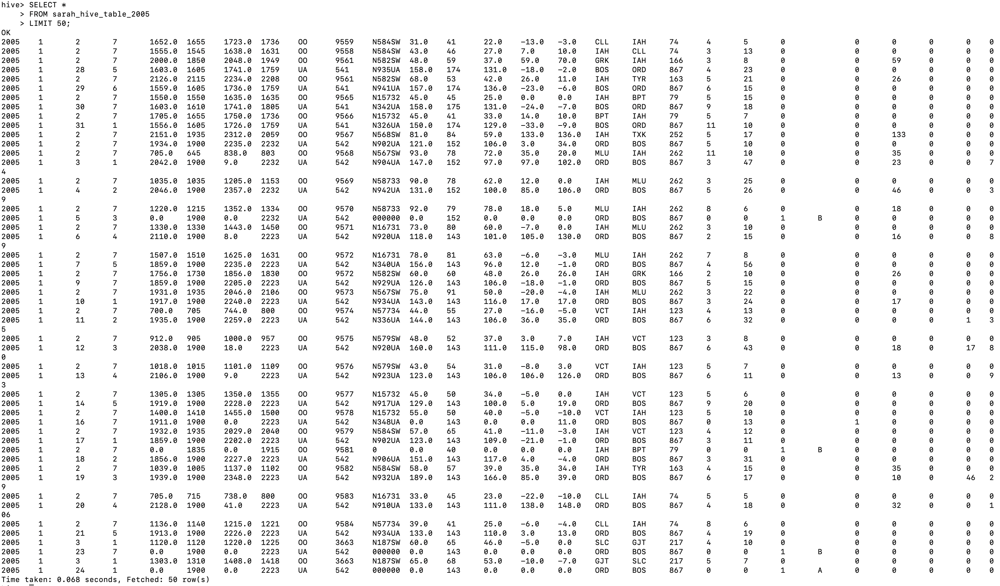 hive> SELECT *
    > FROM sarah_hive_table_2005
    > LIMIT 50;
OK
2005 1 2 7 1652.0 1655 1723.0 1736 OO 9559 N584SW 31.0 41 22.0 −13.0 −3.0 CLL IAH 74 4 5 0 0 0 0 0 0
2005 1 2 7 1555.0 1545 1638.0 1631 OO 9558 N584SW 43.0 46 27.0 7.0 10.0 IAH CLL 74 3 13 0 0 0 0 0 0
2005 1 2 7 2000.0 1850 2048.0 1949 OO 9561 N582SW 48.0 59 37.0 59.0 70.0 GRK IAH 166 3 8 0 0 59 0 0 0
2005 1 28 5 1603.0 1605 1741.0 1759 UA 541 N935UA 158.0 174 131.0 −18.0 −2.0 BOS ORD 867 4 23 0 0 0 0 0 0
2005 1 2 7 2126.0 2115 2234.0 2208 OO 9561 N582SW 68.0 53 42.0 26.0 11.0 IAH TYR 163 5 21 0 0 26 0 0 0
2005 1 29 6 1559.0 1605 1736.0 1759 UA 541 N941UA 157.0 174 136.0 −23.0 −6.0 BOS ORD 867 6 15 0 0 0 0 0 0
2005 1 2 7 1550.0 1550 1635.0 1635 OO 9565 N15732 45.0 45 25.0 0.0 0.0 IAH BPT 79 5 15 0 0 0 0 0 0
2005 1 30 7 1603.0 1610 1741.0 1805 UA 541 N342UA 158.0 175 131.0 −24.0 −7.0 BOS ORD 867 9 18 0 0 0 0 0 0
2005 1 2 7 1705.0 1655 1750.0 1736 OO 9566 N15732 45.0 41 33.0 14.0 10.0 BPT IAH 79 5 7 0 0 0 0 0 0
2005 1 31 1 1556.0 1605 1726.0 1759 UA 541 N326UA 150.0 174 129.0 −33.0 −9.0 BOS ORD 867 11 10 0 0 0 0 0 0
2005 1 2 7 2151.0 1935 2312.0 2059 OO 9567 N568SW 81.0 84 59.0 133.0 136.0 IAH TXK 252 5 17 0 0 133 0 0 0
2005 1 2 7 1934.0 1900 2235.0 2232 UA 542 N902UA 121.0 152 106.0 3.0 34.0 ORD BOS 867 5 10 0 0 0 0 0 0
2005 1 2 7 705.0 645 838.0 803 OO 9568 N567SW 93.0 78 72.0 35.0 20.0 MLU IAH 262 11 10 0 0 35 0 0 0
2005 1 3 1 2042.0 1900 9.0 2232 UA 542 N904UA 147.0 152 97.0 97.0 102.0 ORD BOS 867 3 47 0 0 23 0 0 7
4
2005 1 2 7 1035.0 1035 1205.0 1153 OO 9569 N58733 90.0 78 62.0 12.0 0.0 IAH MLU 262 3 25 0 0 0 0 0 0
2005 1 4 2 2046.0 1900 2357.0 2232 UA 542 N942UA 131.0 152 100.0 85.0 106.0 ORD BOS 867 5 26 0 0 46 0 0 3
9
2005 1 2 7 1220.0 1215 1352.0 1334 OO 9570 N58733 92.0 79 78.0 18.0 5.0 MLU IAH 262 8 6 0 0 18 0 0 0
2005 1 5 3 0.0 1900 0.0 2232 UA 542 000000 0.0 152 0.0 0.0 0.0 ORD BOS 867 0 0 1 B 0 0 0 0 0
2005 1 2 7 1330.0 1330 1443.0 1450 OO 9571 N16731 73.0 80 60.0 −7.0 0.0 IAH MLU 262 3 10 0 0 0 0 0 0
2005 1 6 4 2110.0 1900 8.0 2223 UA 542 N920UA 118.0 143 101.0 105.0 130.0 ORD BOS 867 2 15 0 0 16 0 0 8
9
2005 1 2 7 1507.0 1510 1625.0 1631 OO 9572 N16731 78.0 81 63.0 −6.0 −3.0 MLU IAH 262 7 8 0 0 0 0 0 0
2005 1 7 5 1859.0 1900 2235.0 2223 UA 542 N340UA 156.0 143 96.0 12.0 −1.0 ORD BOS 867 4 56 0 0 0 0 0 0
2005 1 2 7 1756.0 1730 1856.0 1830 OO 9572 N582SW 60.0 60 48.0 26.0 26.0 IAH GRK 166 2 10 0 0 26 0 0 0
2005 1 9 7 1859.0 1900 2205.0 2223 UA 542 N929UA 126.0 143 106.0 −18.0 −1.0 ORD BOS 867 5 15 0 0 0 0 0 0
2005 1 2 7 1931.0 1935 2046.0 2106 OO 9573 N567SW 75.0 91 50.0 −20.0 −4.0 IAH MLU 262 3 22 0 0 0 0 0 0
2005 1 10 1 1917.0 1900 2240.0 2223 UA 542 N934UA 143.0 143 116.0 17.0 17.0 ORD BOS 867 3 24 0 0 17 0 0 0
2005 1 2 7 700.0 705 744.0 800 OO 9574 N57734 44.0 55 27.0 −16.0 −5.0 VCT IAH 123 4 13 0 0 0 0 0 0
2005 1 11 2 1935.0 1900 2259.0 2223 UA 542 N336UA 144.0 143 106.0 36.0 35.0 ORD BOS 867 6 32 0 0 0 0 1 3
5
2005 1 2 7 912.0 905 1000.0 957 OO 9575 N579SW 48.0 52 37.0 3.0 7.0 IAH VCT 123 3 8 0 0 0 0 0 0
2005 1 12 3 2038.0 1900 18.0 2223 UA 542 N920UA 160.0 143 111.0 115.0 98.0 ORD BOS 867 6 43 0 0 18 0 17 8
0
2005 1 2 7 1018.0 1015 1101.0 1109 OO 9576 N579SW 43.0 54 31.0 −8.0 3.0 VCT IAH 123 5 7 0 0 0 0 0 0
2005 1 13 4 2106.0 1900 9.0 2223 UA 542 N923UA 123.0 143 106.0 106.0 126.0 ORD BOS 867 6 11 0 0 13 0 0 9
3
2005 1 2 7 1305.0 1305 1350.0 1355 OO 9577 N15732 45.0 50 34.0 −5.0 0.0 IAH VCT 123 5 6 0 0 0 0 0 0
2005 1 14 5 1919.0 1900 2228.0 2223 UA 542 N917UA 129.0 143 100.0 5.0 19.0 ORD BOS 867 9 20 0 0 0 0 0 0
2005 1 2 7 1400.0 1410 1455.0 1500 OO 9578 N15732 55.0 50 40.0 −5.0 −10.0 VCT IAH 123 5 10 0 0 0 0 0 0
2005 1 16 7 1911.0 1900 0.0 2223 UA 542 N348UA 0.0 143 0.0 0.0 11.0 ORD BOS 867 0 13 0 1 0 0 0 0
2005 1 2 7 1932.0 1935 2029.0 2040 OO 9579 N584SW 57.0 65 41.0 −11.0 −3.0 IAH VCT 123 4 12 0 0 0 0 0 0
2005 1 17 1 1859.0 1900 2202.0 2223 UA 542 N902UA 123.0 143 109.0 −21.0 −1.0 ORD BOS 867 3 11 0 0 0 0 0 0
2005 1 2 7 0.0 1835 0.0 1915 OO 9581 0 0.0 40 0.0 0.0 0.0 IAH BPT 79 0 0 1 B 0 0 0 0 0
2005 1 18 2 1856.0 1900 2227.0 2223 UA 542 N906UA 151.0 143 117.0 4.0 −4.0 ORD BOS 867 3 31 0 0 0 0 0 0
2005 1 2 7 1039.0 1005 1137.0 1102 OO 9582 N584SW 58.0 57 39.0 35.0 34.0 IAH TYR 163 4 15 0 0 35 0 0 0
2005 1 19 3 1939.0 1900 2348.0 2223 UA 542 N932UA 189.0 143 166.0 85.0 39.0 ORD BOS 867 6 17 0 0 10 0 46 2
9
2005 1 2 7 705.0 715 738.0 800 OO 9583 N16731 33.0 45 23.0 −22.0 −10.0 CLL IAH 74 5 5 0 0 0 0 0 0
2005 1 20 4 2128.0 1900 41.0 2223 UA 542 N910UA 133.0 143 111.0 138.0 148.0 ORD BOS 867 4 18 0 0 32 0 0 1
06
2005 1 2 7 1136.0 1140 1215.0 1221 OO 9584 N57734 39.0 41 25.0 −6.0 −4.0 CLL IAH 74 8 6 0 0 0 0 0 0
2005 1 21 5 1913.0 1900 2226.0 2223 UA 542 N934UA 133.0 143 110.0 3.0 13.0 ORD BOS 867 4 19 0 0 0 0 0 0
2005 1 3 1 1120.0 1120 1220.0 1225 OO 3663 N187SW 60.0 65 46.0 −5.0 0.0 SLC GJT 217 4 10 0 0 0 0 0 0
2005 1 23 7 0.0 1900 0.0 2223 UA 542 000000 0.0 143 0.0 0.0 0.0 ORD BOS 867 0 0 1 B 0 0 0 0 0
2005 1 3 1 1303.0 1310 1408.0 1418 OO 3663 N187SW 65.0 68 53.0 −10.0 −7.0 GJT SLC 217 5 7 0 0 0 0 0 0
2005 1 24 1 0.0 1900 0.0 2223 UA 542 000000 0.0 143 0.0 0.0 0.0 ORD BOS 867 0 0 1 A 0 0 0 0 0
Time taken: 0.068 seconds, Fetched: 50 row(s)